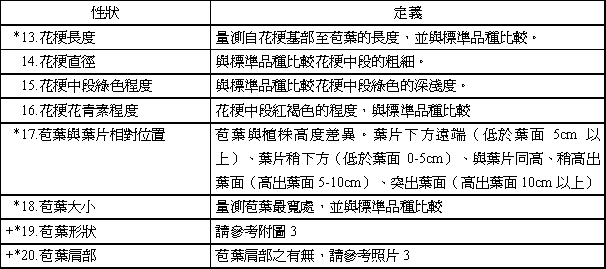 性狀 定義
*13.花梗長度 量測自花梗基部至苞葉的長度，並與標準品種比較。
14.花梗直徑 與標準品種比較花梗中段的粗細。
15.花梗中段綠色程度 與標準品種比較花梗中段綠色的深淺度。
16.花梗花青素程度 花梗中段紅褐色的程度，與標準品種比較
*17.苞葉與葉片相對位置 苞葉與植株高度差異。葉片下方遠端（低於葉面 5cm 以
上）、葉片稍下方（低於葉面 0-5cm）、與葉片同高、稍高出
葉面（高出葉面 5-10cm）、突出葉面（高出葉面 10cm 以上）
*18.苞葉大小 量測苞葉最寬處，並與標準品種比較
+*19.苞葉形狀 請參考附圖 3
+*20.苞葉肩部 苞葉肩部之有無，請參考照片 3